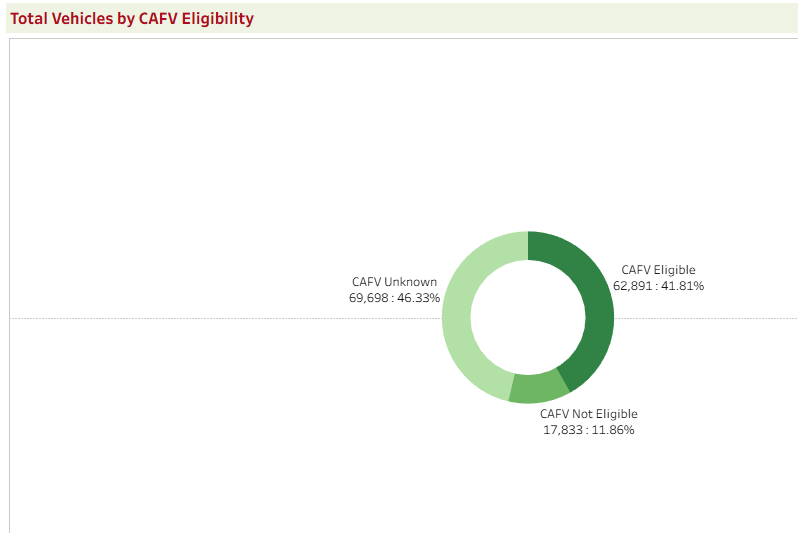 Total Vehicles by CAFV Eligibility
CAFV Unknown
69,698 : 46.33%
CAFV Eligible
62,891 : 41.81%
CAFV Not Eligible
17,833 : 11.86%